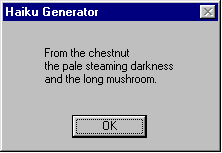 Haiku Generator
From the chestnut
the pale steaming darkness
and the long mushroom.
OK